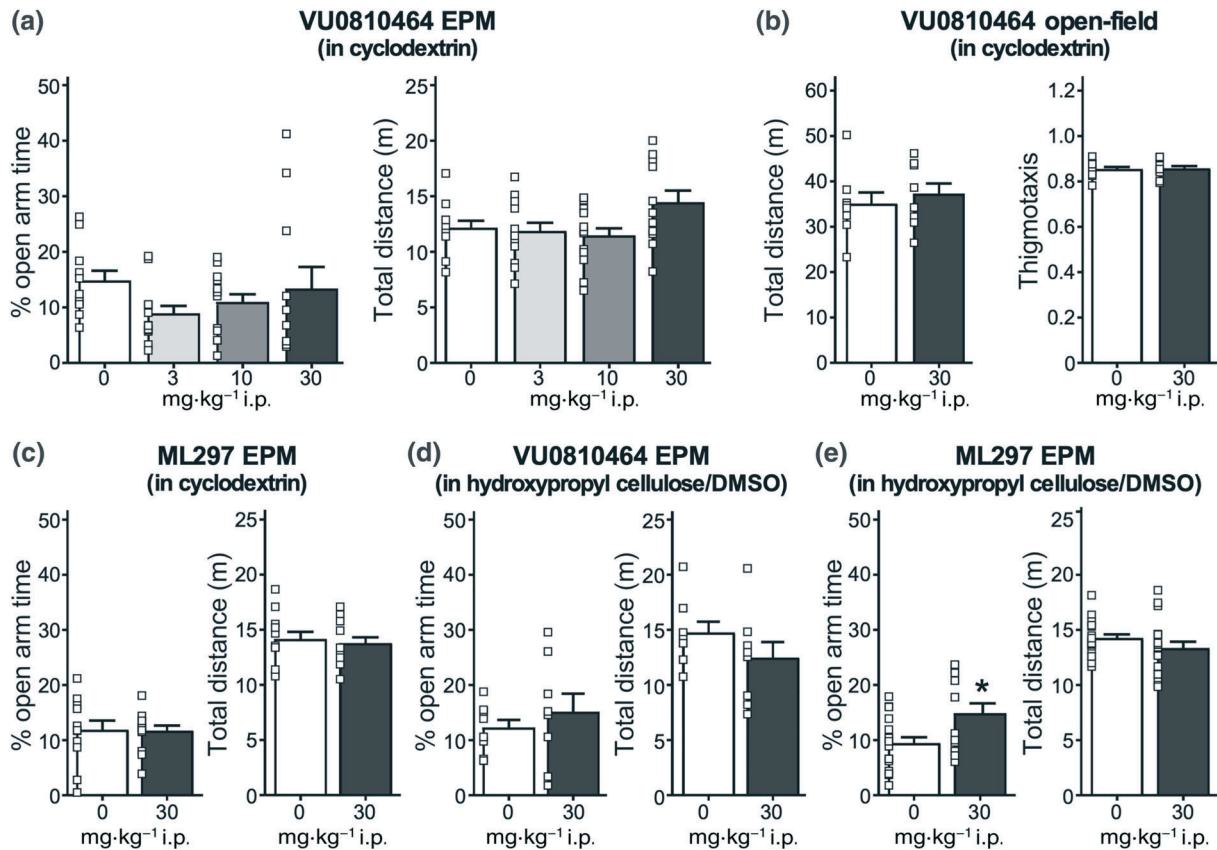 (a)
VU0810464 EPM
(in cyclodextrin)
% open arm time
50
40
30
20
10
0
0 3 10 30
mg·kg⁻¹ i.p.
Total distance (m)
25
20
15
10
5
0
0 3 10 30
mg·kg⁻¹ i.p.
(b)
VU0810464 open-field
(in cyclodextrin)
Total distance (m)
60
50
40
30
20
10
0
0 30
mg·kg⁻¹ i.p.
Thigmotaxis
1.2
1.0
0.8
0.6
0.4
0.2
0.0
0 30
mg·kg⁻¹ i.p.
(c)
ML297 EPM
(in cyclodextrin)
% open arm time
50
40
30
20
10
0
0 30
mg·kg⁻¹ i.p.
Total distance (m)
25
20
15
10
5
0
0 30
mg·kg⁻¹ i.p.
(d)
VU0810464 EPM
(in hydroxypropyl cellulose/DMSO)
% open arm time
50
40
30
20
10
0
0 30
mg·kg⁻¹ i.p.
Total distance (m)
25
20
15
10
5
0
0 30
mg·kg⁻¹ i.p.
(e)
ML297 EPM
(in hydroxypropyl cellulose/DMSO)
% open arm time
50
40
30
20
10
0
*
0 30
mg·kg⁻¹ i.p.
Total distance (m)
25
20
15
10
5
0
0 30
mg·kg⁻¹ i.p.